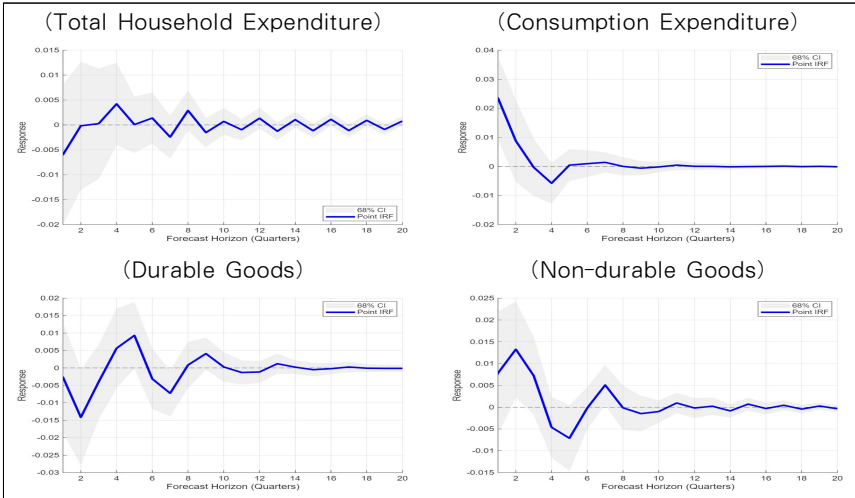 (Total Household Expenditure)
0.015
0.01
0.005
0
-0.005
-0.01
-0.015
-0.02
Response
68% CI
Point IRF
2 4 6 8 10 12 14 16 18 20
Forecast Horizon (Quarters)
(Consumption Expenditure)
0.04
0.03
0.02
0.01
0
-0.01
-0.02
Response
68% CI
Point IRF
2 4 6 8 10 12 14 16 18 20
Forecast Horizon (Quarters)
(Durable Goods)
0.02
0.015
0.01
0.005
0
-0.005
-0.01
-0.015
-0.02
-0.025
-0.03
Response
68% CI
Point IRF
2 4 6 8 10 12 14 16 18 20
Forecast Horizon (Quarters)
(Non-durable Goods)
0.025
0.02
0.015
0.01
0.005
0
-0.005
-0.01
-0.015
Response
68% CI
Point IRF
2 4 6 8 10 12 14 16 18 20
Forecast Horizon (Quarters)